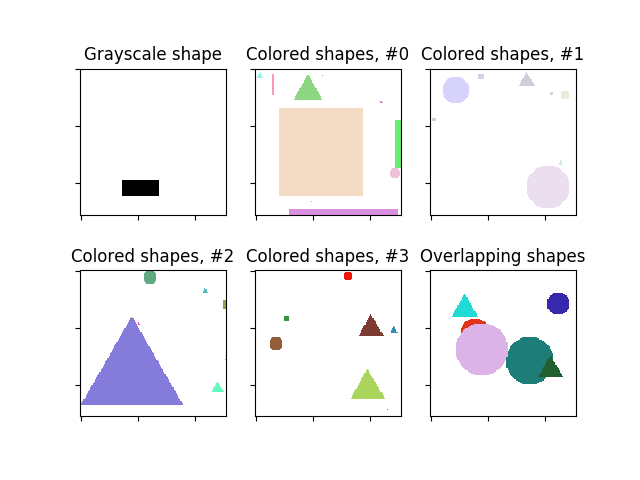 Grayscale shape
Colored shapes, #0
Colored shapes, #1
Colored shapes, #2
Colored shapes, #3
Overlapping shapes